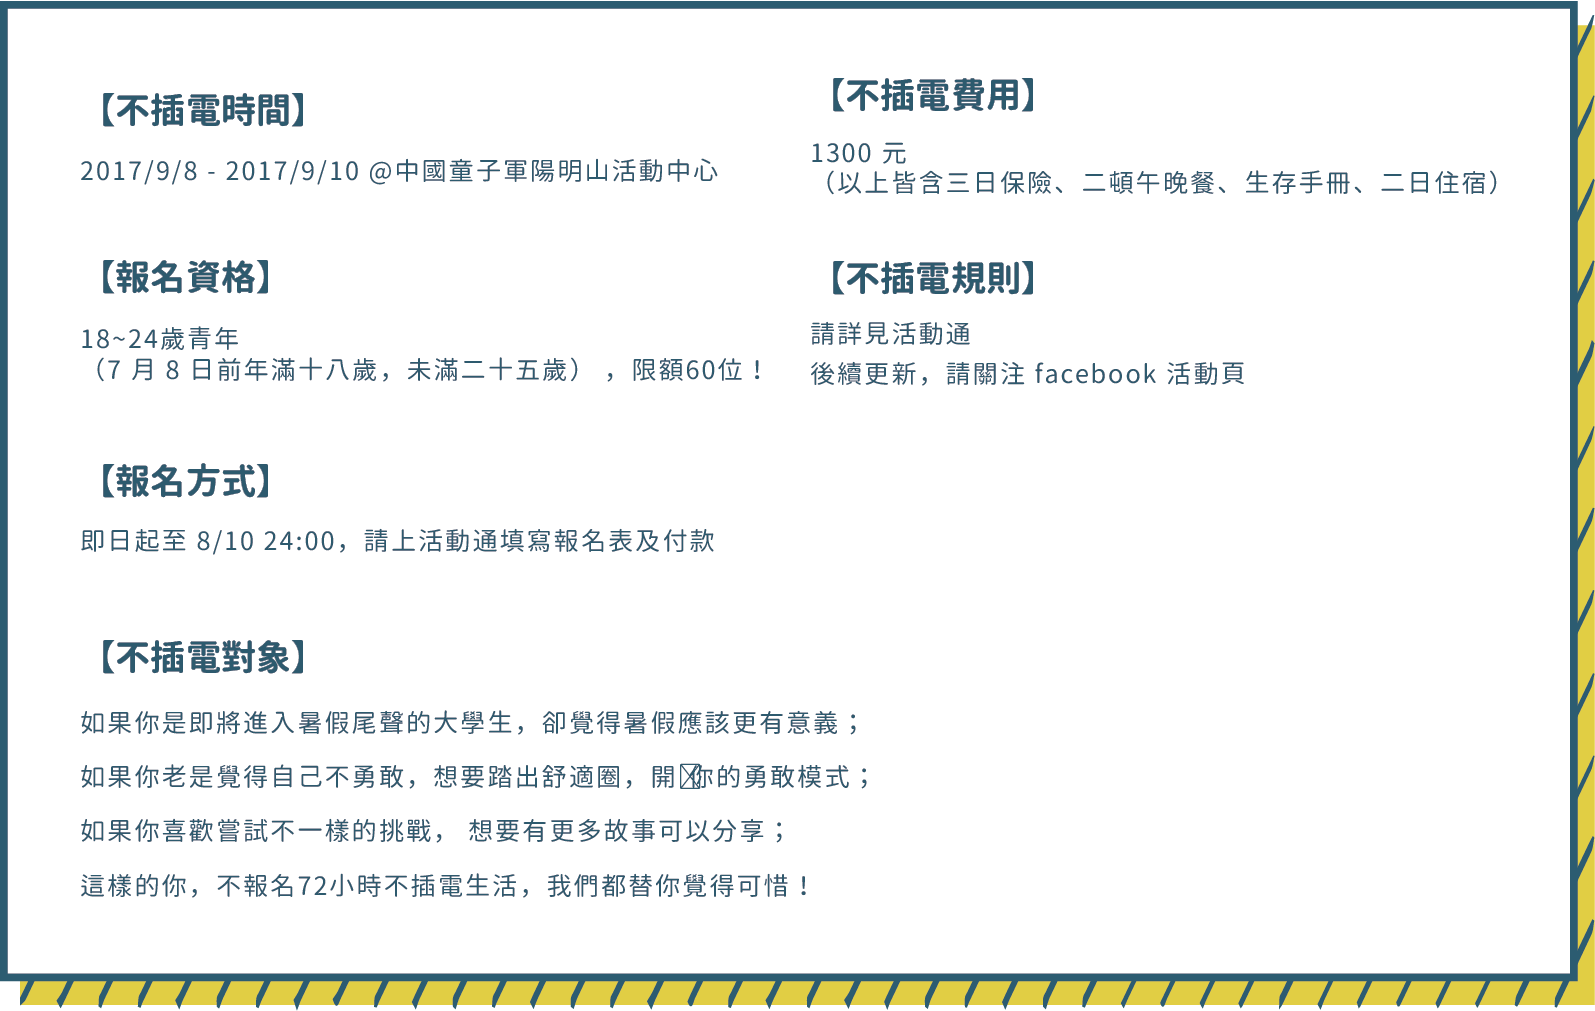 【不插電時間】
2017/9/8 - 2017/9/10 @中國童子軍陽明山活動中心
【報名資格】
18~24歲青年
（7 月 8 日前年滿十八歲，未滿二十五歲），限額60位！
【報名方式】
即日起至 8/10 24:00，請上活動通填寫報名表及付款
【不插電對象】
如果你是即將進入暑假尾聲的大學生，卻覺得暑假應該更有意義；
如果你老是覺得自己不勇敢，想要踏出舒適圈，開你的勇敢模式；
如果你喜歡嘗試不一樣的挑戰， 想要有更多故事可以分享；
這樣的你，不報名72小時不插電生活，我們都替你覺得可惜！
【不插電費用】
1300 元
（以上皆含三日保險、二頓午晚餐、生存手冊、二日住宿）
【不插電規則】
請詳見活動通
後續更新，請關注 facebook 活動頁